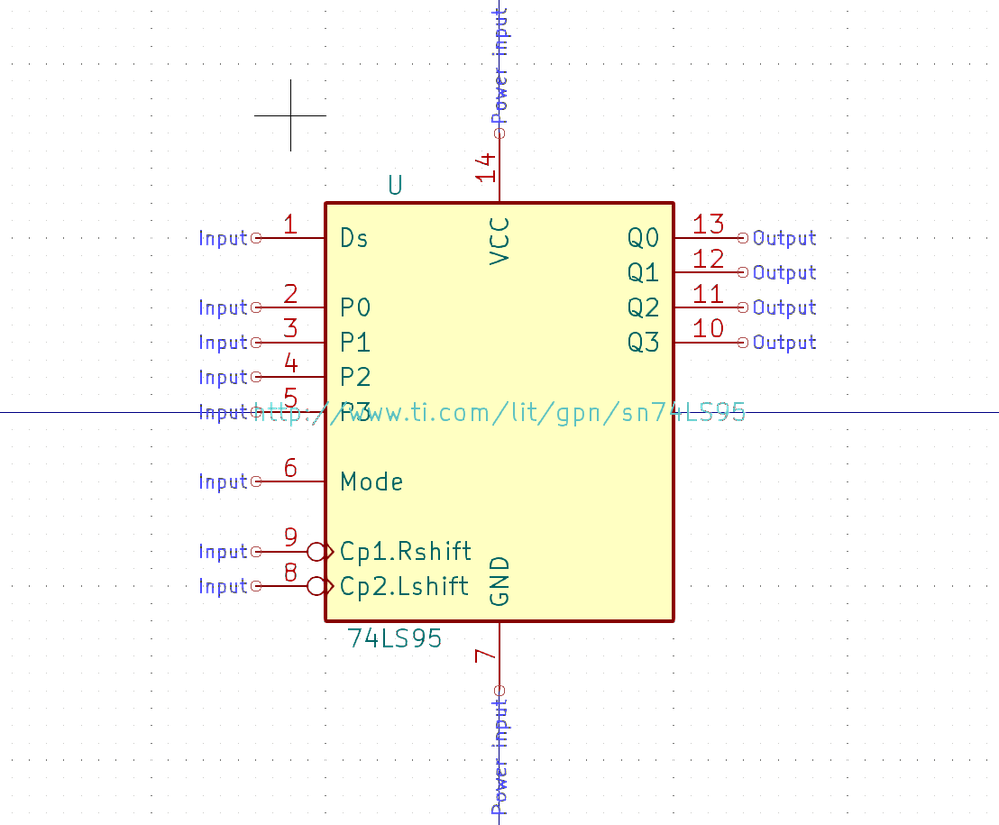 Power input
14
U
VCC
Input 1 Ds
Q0 13 Output
Q1 12 Output
Input 2 P0
Q2 11 Output
Input 3 P1
Q3 10 Output
Input 4 P2
Input 5 P3
http://www.ti.com/lit/gpn/sn74LS95
Input 6 Mode
Input 9 Cp1.Rshift
Input 8 Cp2.Lshift
GND
74LS95
7
Power input